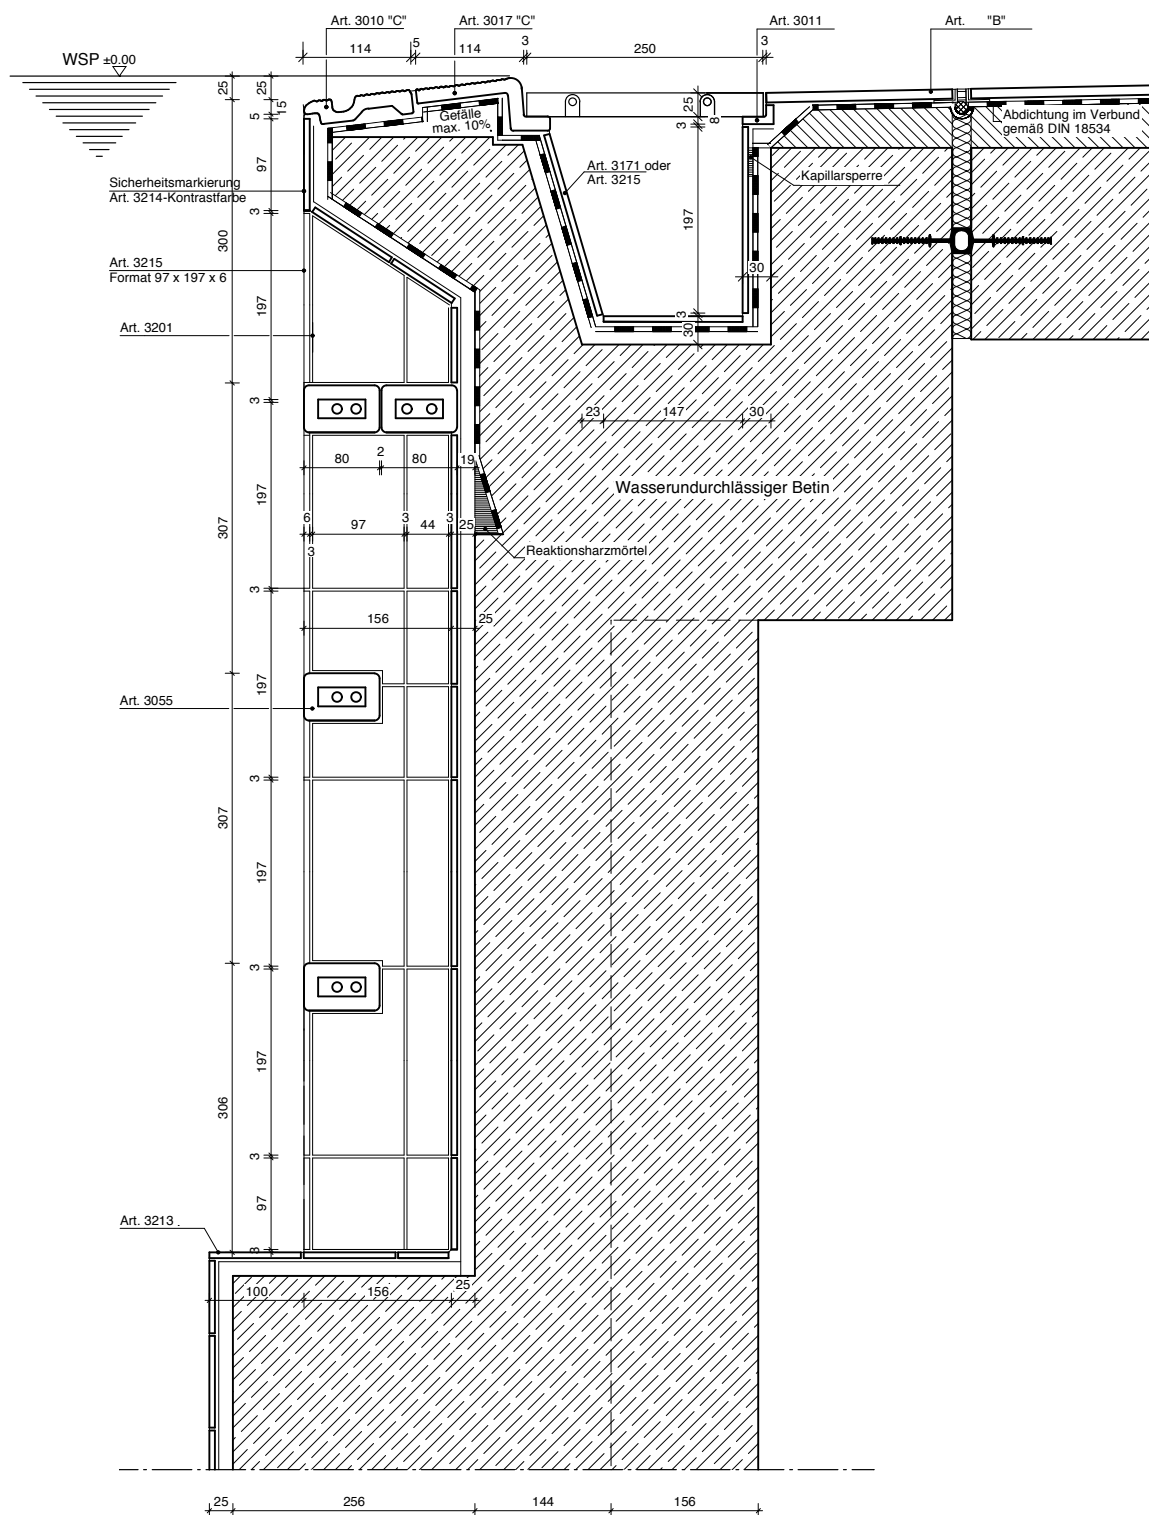 Art. 3010 "C"
Art. 3017 "C"
Art. 3011
Art. "B"
114
5
114
3
250
3
WSP ±0.00
25
25
15
5
Gefälle
max. 10%
25
3
8
Abdichtung im Verbund
gemäß DIN 18534
97
Art. 3171 oder
Art. 3215
Kapillarsperre
Sicherheitsmarkierung
Art. 3214-Kontrastfarbe
3
197
300
Art. 3215
Format 97 x 197 x 6
30
197
3
30
Art. 3201
3
23
147
30
80
2
80
19
197
Wasserundurchlässiger Betin
307
6
97
3
44
3
25
3
Reaktionsharzmörtel
3
156
25
197
Art. 3055
3
307
197
3
197
306
3
97
Art. 3213
3
25
100
156
25
256
144
156